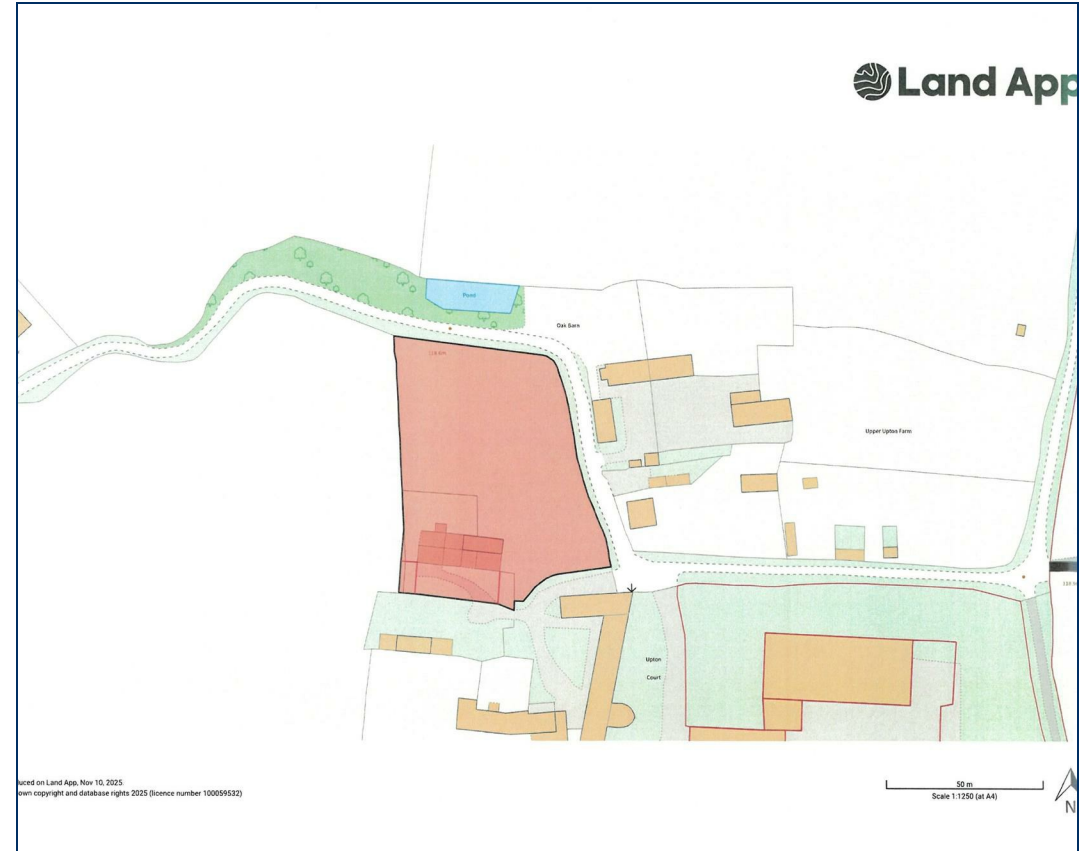 Land App
Pond
Oak Barn
Upper Upton Farm
Upton
Court
50 m
Scale 1:1250 (at A4)
N
uced on Land App, Nov 10, 2025.
own copyright and database rights 2025 (licence number 100059532)